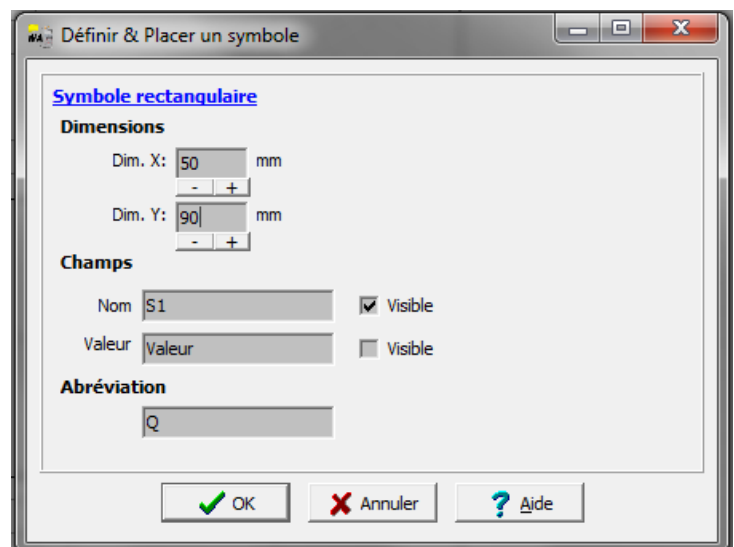 Définir & Placer un symbole
Symbole rectangulaire
Dimensions
Dim. X: 50 mm
- +
Dim. Y: 90 mm
- +
Champs
Nom S1 Visible
Valeur Valeur Visible
Abréviation
Q
OK Annuler Aide